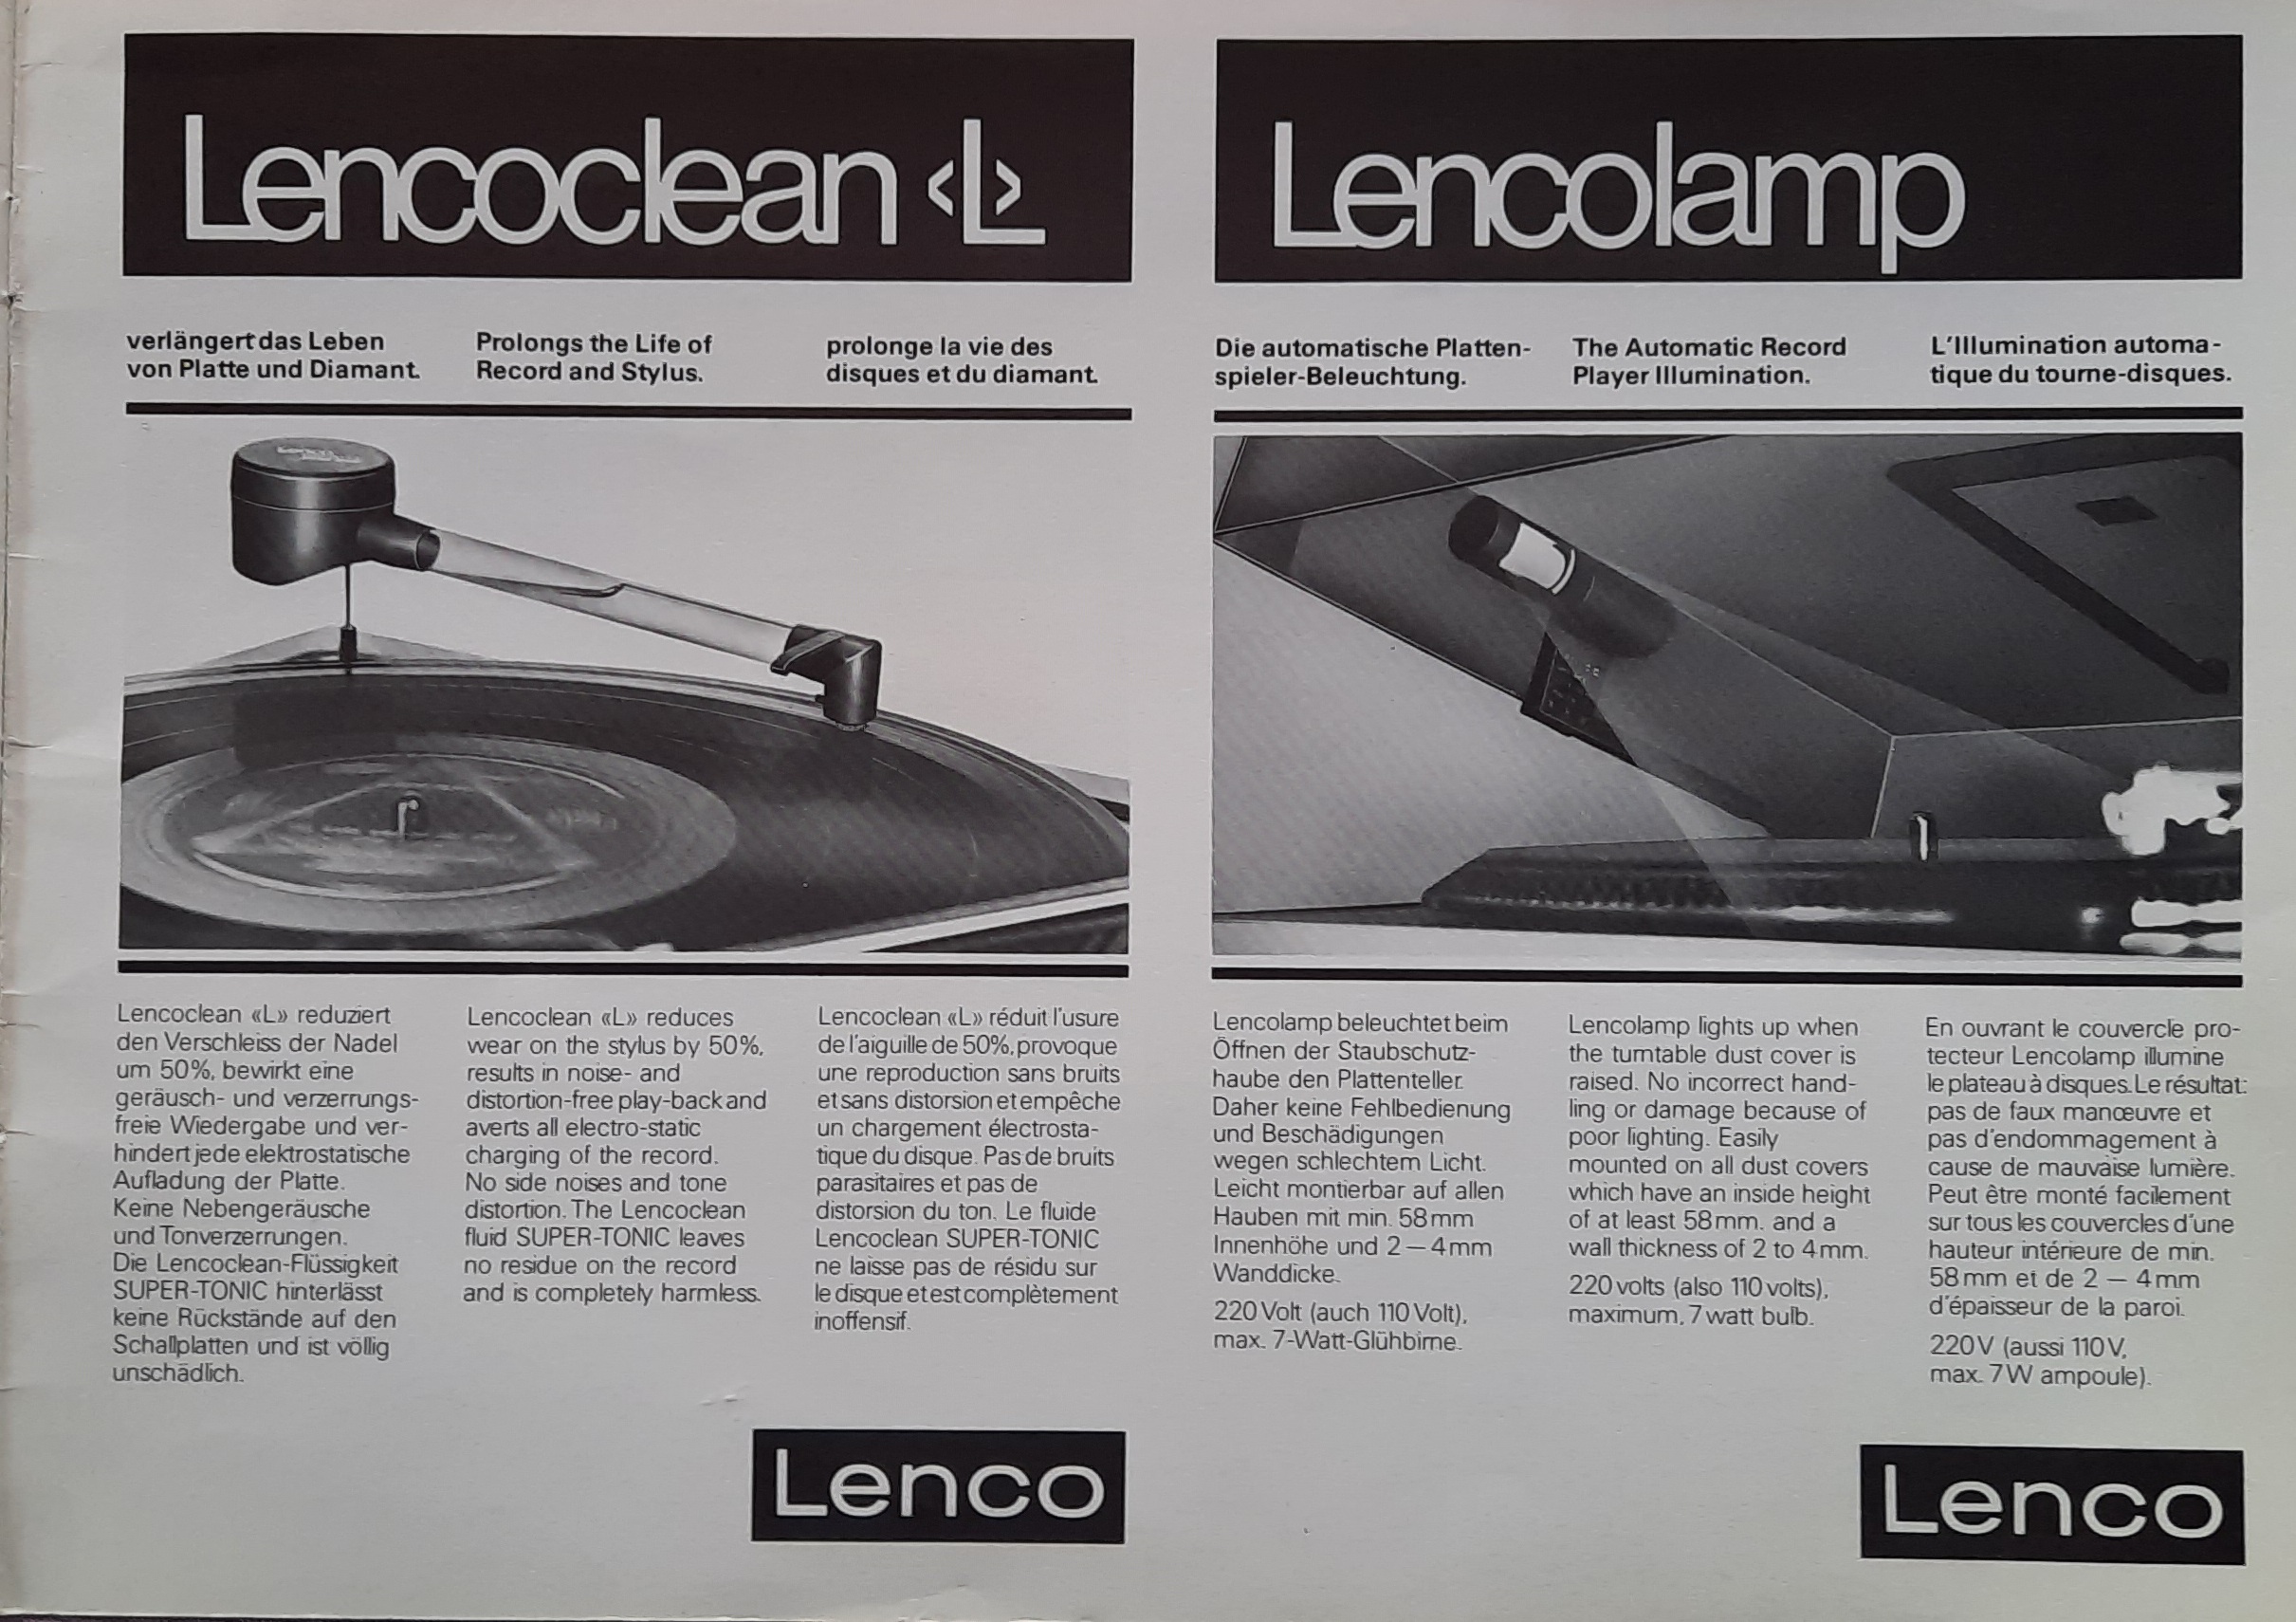 Lencoclean ‹L›
verlängert das Leben
von Platte und Diamant.
Prolongs the Life of
Record and Stylus.
prolonge la vie des
disques et du diamant.
Lencoclean «L» reduziert
den Verschleiss der Nadel
um 50%, bewirkt eine
geräusch- und verzerrungs-
freie Wiedergabe und ver-
hindert jede elektrostatische
Aufladung der Platte.
Keine Nebengeräusche
und Tonverzerrungen.
Die Lencoclean-Flüssigkeit
SUPER-TONIC hinterlässt
keine Rückstände auf den
Schallplatten und ist völlig
unschädlich.
Lencoclean «L» reduces
wear on the stylus by 50%,
results in noise- and
distortion-free play-back and
averts all electro-static
charging of the record.
No side noises and tone
distortion. The Lencoclean
fluid SUPER-TONIC leaves
no residue on the record
and is completely harmless.
Lencoclean «L» réduit l'usure
de l'aiguille de 50%, provoque
une reproduction sans bruits
et sans distorsion et empêche
un chargement électrosta-
tique du disque. Pas de bruits
parasitaires et pas de
distorsion du ton. Le fluide
Lencoclean SUPER-TONIC
ne laisse pas de résidu sur
le disque et est complètement
inoffensif.
Lenco
Lencolamp
Die automatische Platten-
spieler-Beleuchtung.
The Automatic Record
Player Illumination.
L'Illumination automa-
tique du tourne-disques.
Lencolamp beleuchtet beim
Öffnen der Staubschutz-
haube den Plattenteller.
Daher keine Fehlbedienung
und Beschädigungen
wegen schlechtem Licht.
Leicht montierbar auf allen
Hauben mit min. 58 mm
Innenhöhe und 2 – 4 mm
Wanddicke.
220 Volt (auch 110 Volt),
max. 7-Watt-Glühbirne.
Lencolamp lights up when
the turntable dust cover is
raised. No incorrect hand-
ling or damage because of
poor lighting. Easily
mounted on all dust covers
which have an inside height
of at least 58 mm. and a
wall thickness of 2 to 4 mm.
220 volts (also 110 volts),
maximum, 7 watt bulb.
En ouvrant le couvercle pro-
tecteur Lencolamp illumine
le plateau à disques. Le résultat:
pas de faux manœuvre et
pas d'endommagement à
cause de mauvaise lumière.
Peut être monté facilement
sur tous les couvercles d'une
hauteur intérieure de min.
58 mm et de 2 – 4 mm
d'épaisseur de la paroi.
220 V (aussi 110 V,
max. 7 W ampoule).
Lenco